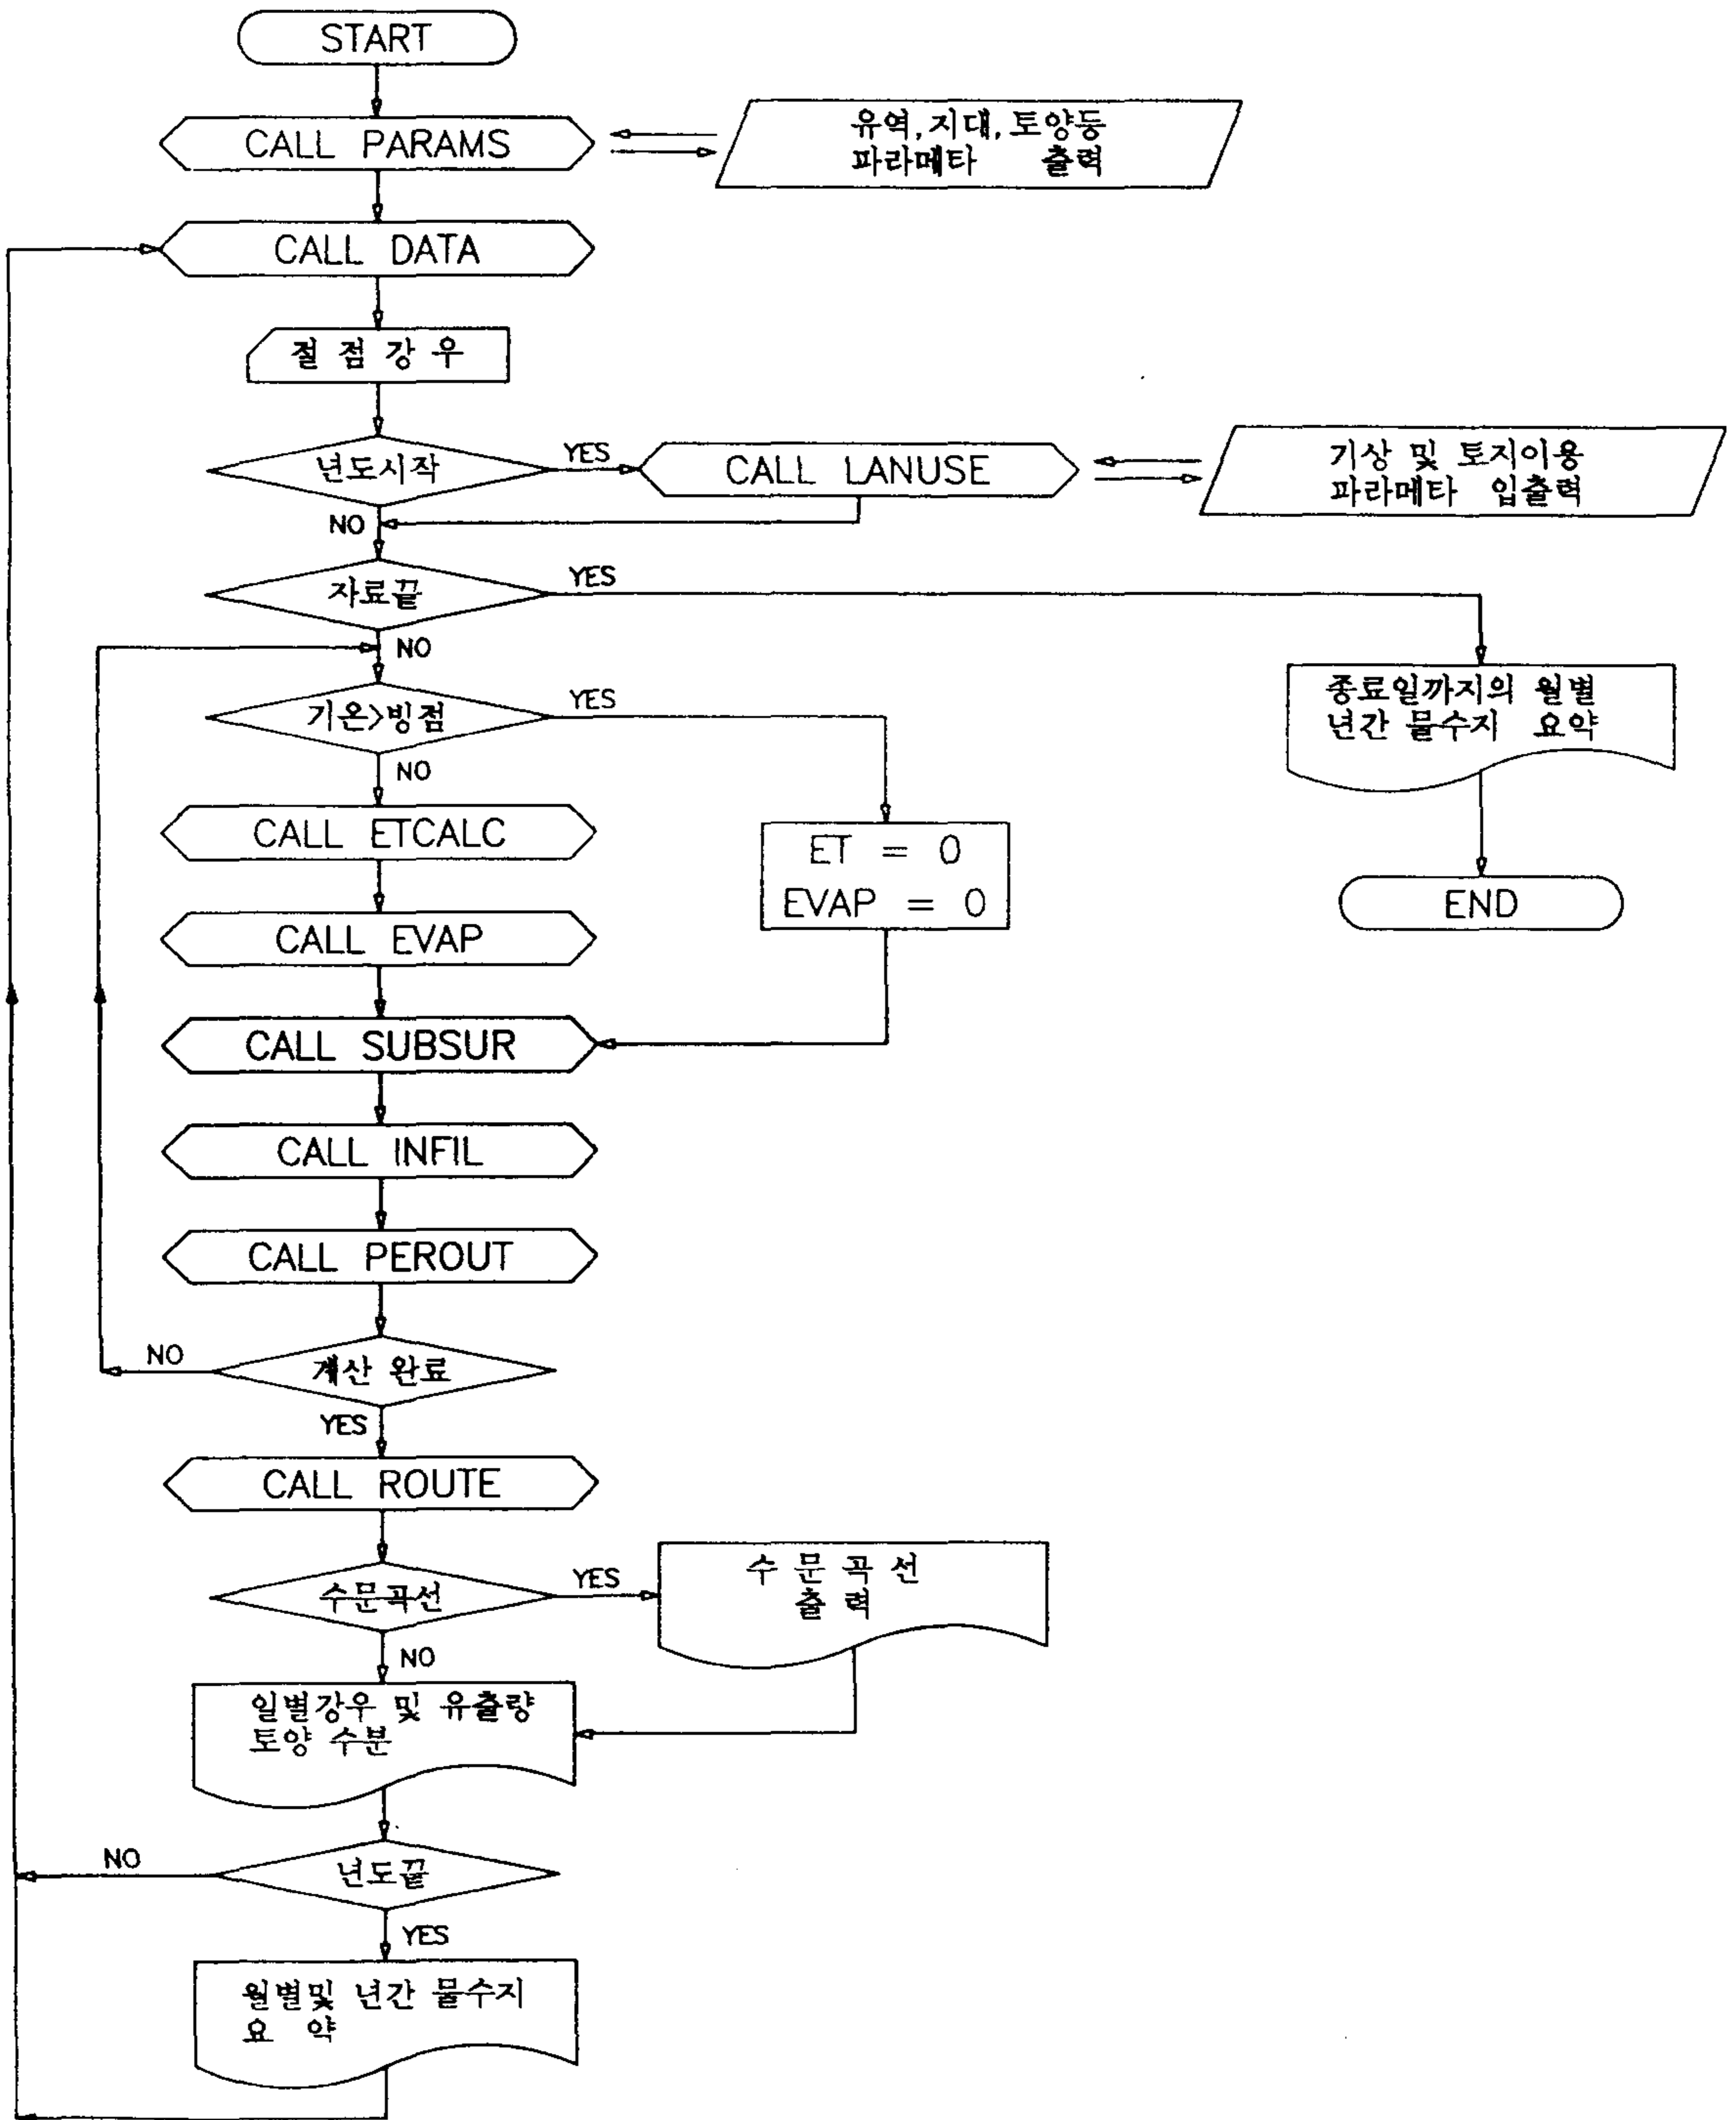 START
CALL PARAMS
유역,지대,토양등
파라메타 출력
CALL DATA
절 점 강 우
년도시작
YES
CALL LANUSE
기상 및 토지이용
파라메타 입출력
NO
자료끝
YES
NO
기온>빙점
YES
종료일까지의 월별
년간 물수지 요약
NO
CALL ETCALC
ET = 0
EVAP = 0
END
CALL EVAP
CALL SUBSUR
CALL INFIL
CALL PEROUT
계산 완료
NO
YES
CALL ROUTE
수문곡선
YES
수 문 곡 선
출 력
NO
일별강우 및 유출량
토양 수분
년도끝
NO
YES
월별및 년간 물수지
요 약